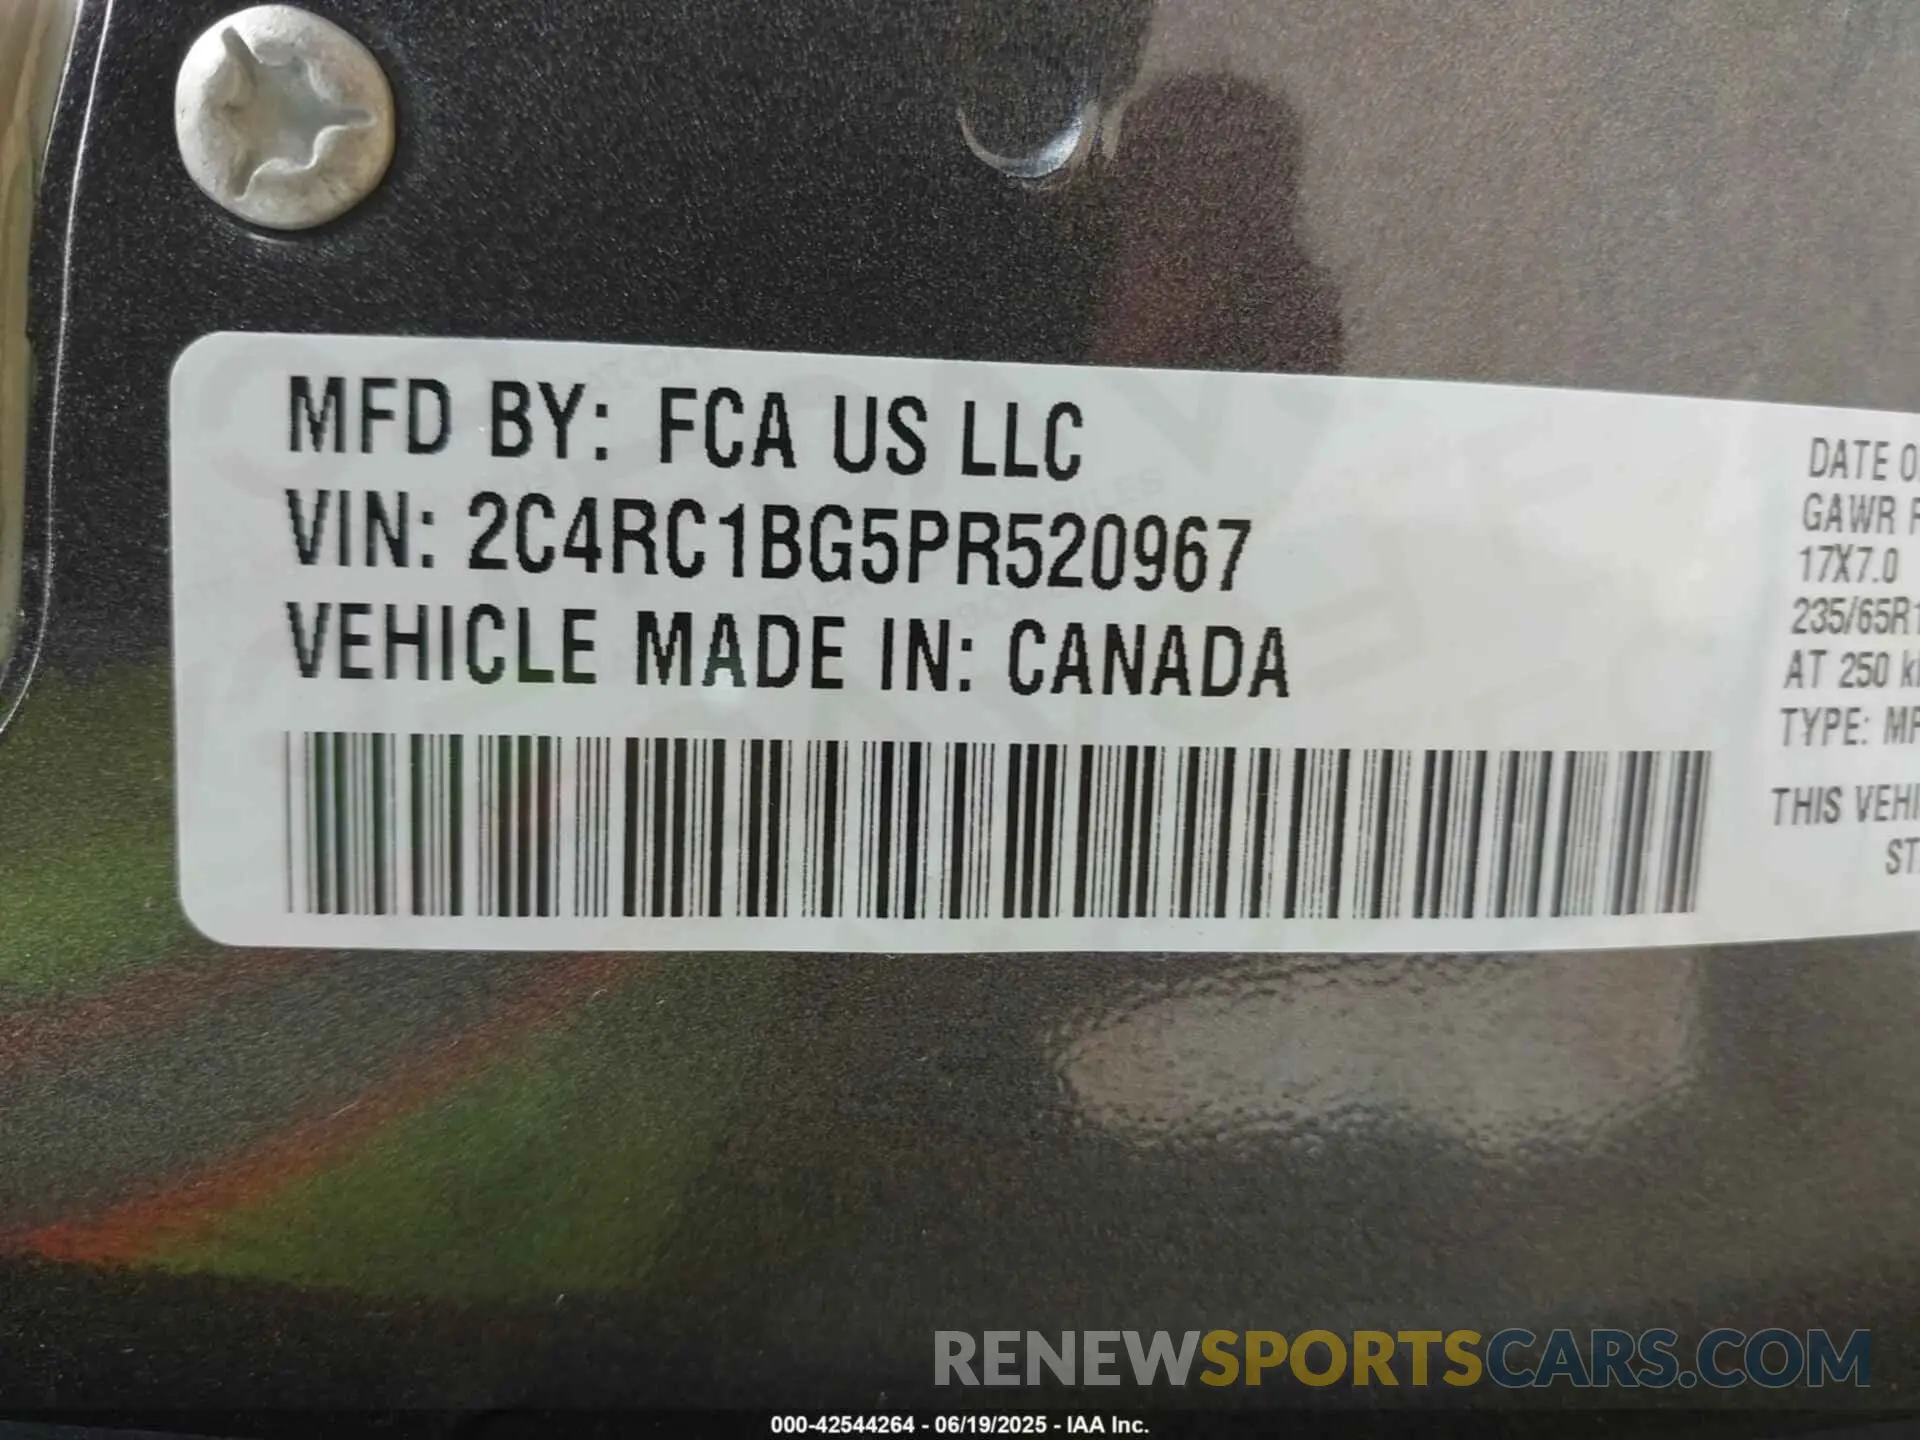 MFD BY: FCA US LLC
VIN: 2C4RC1BG5PR520967
VEHICLE MADE IN: CANADA
DATE O
GAWR F
17X7.0
235/65R1
AT 250 k
TYPE: MP
THIS VEHI
ST
RENEWSPORTSCARS.COM
000-42544264 - 06/19/2025 - IAA Inc.